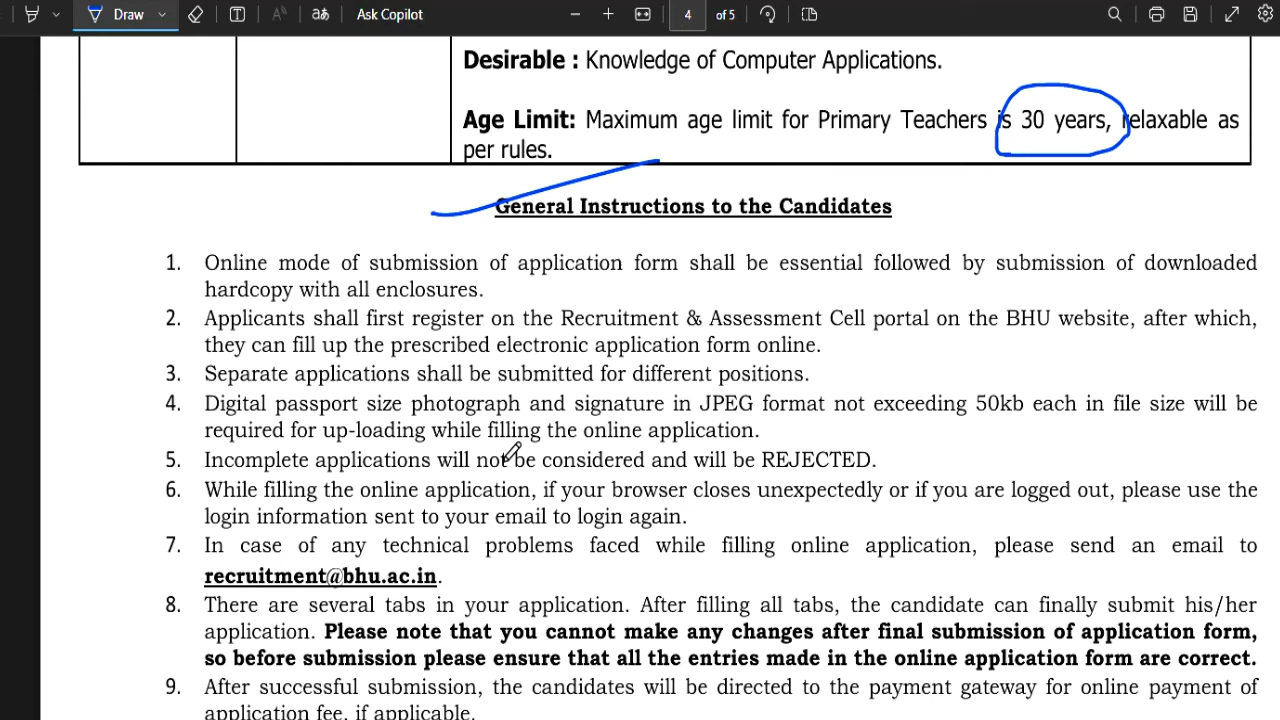 Draw
Ask Copilot
4 of 5
Desirable : Knowledge of Computer Applications.
Age Limit: Maximum age limit for Primary Teachers is 30 years, relaxable as
per rules.
General Instructions to the Candidates
1. Online mode of submission of application form shall be essential followed by submission of downloaded
hardcopy with all enclosures.
2. Applicants shall first register on the Recruitment & Assessment Cell portal on the BHU website, after which,
they can fill up the prescribed electronic application form online.
3. Separate applications shall be submitted for different positions.
4. Digital passport size photograph and signature in JPEG format not exceeding 50kb each in file size will be
required for up-loading while filling the online application.
5. Incomplete applications will not be considered and will be REJECTED.
6. While filling the online application, if your browser closes unexpectedly or if you are logged out, please use the
login information sent to your email to login again.
7. In case of any technical problems faced while filling online application, please send an email to
recruitment@bhu.ac.in.
8. There are several tabs in your application. After filling all tabs, the candidate can finally submit his/her
application. Please note that you cannot make any changes after final submission of application form,
so before submission please ensure that all the entries made in the online application form are correct.
9. After successful submission, the candidates will be directed to the payment gateway for online payment of
application fee, if applicable.